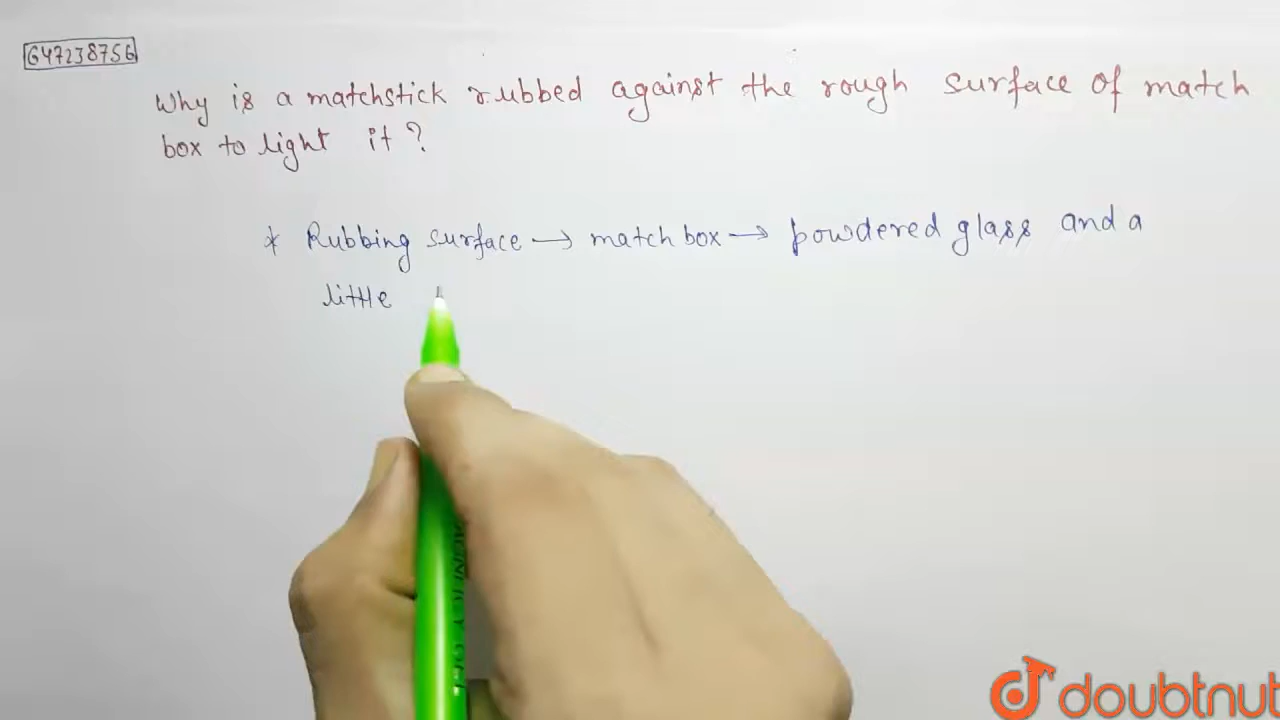 647238756
Why is a matchstick rubbed against the rough surface of match
box to light it?
* Rubbing surface → match box → powdered glass and a
little
doubtnut